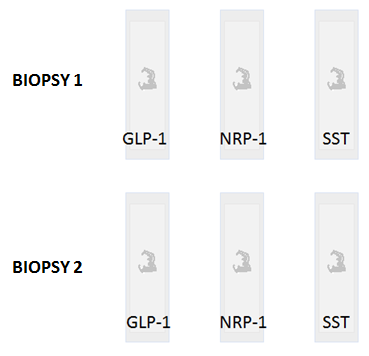 BIOPSY 1
GLP-1 NRP-1 SST
BIOPSY 2
GLP-1 NRP-1 SST